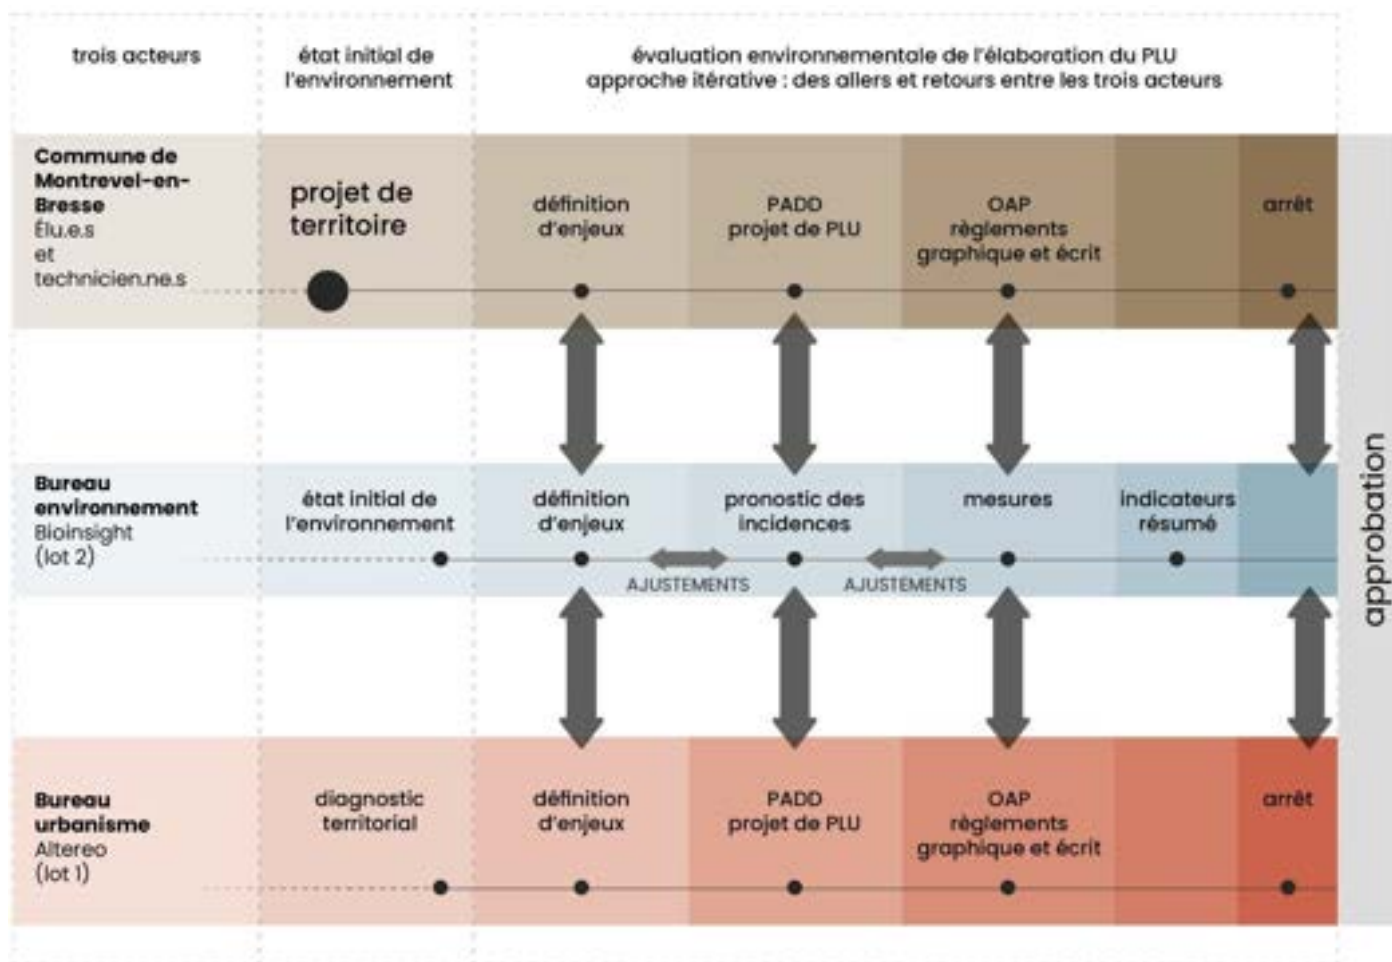 trois acteurs
état initial de
l'environnement
évaluation environnementale de l'élaboration du PLU
approche itérative : des allers et retours entre les trois acteurs
Commune de
Montrevel-en-
Bresse
Élu.e.s
et
technicien.ne.s
projet de
territoire
définition
d'enjeux
PADD
projet de PLU
OAP
règlements
graphique et écrit
arrêt
Bureau
environnement
Bioinsight
(lot 2)
état initial de
l'environnement
définition
d'enjeux
pronostic des
incidences
mesures
indicateurs
résumé
AJUSTEMENTS
AJUSTEMENTS
approbation
Bureau
urbanisme
Altereo
(lot 1)
diagnostic
territorial
définition
d'enjeux
PADD
projet de PLU
OAP
règlements
graphique et écrit
arrêt